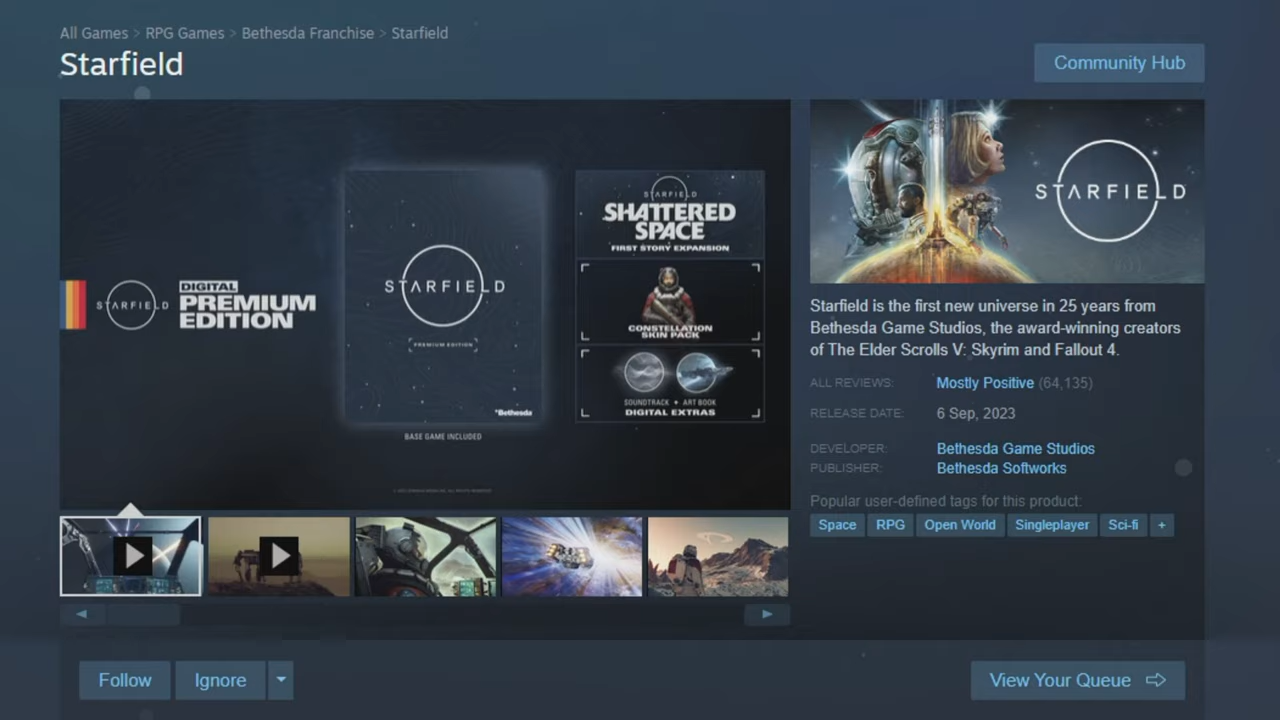 All Games > RPG Games > Bethesda Franchise > Starfield
Starfield
Community Hub
STARFIELD
DIGITAL
PREMIUM
EDITION
STARFIELD
PREMIUM EDITION
Bethesda
BASE GAME INCLUDED
STARFIELD
SHATTERED
SPACE
FIRST STORY EXPANSION
CONSTELLATION
SKIN PACK
SOUNDTRACK + ART BOOK
DIGITAL EXTRAS
STARFIELD
Starfield is the first new universe in 25 years from
Bethesda Game Studios, the award-winning creators
of The Elder Scrolls V: Skyrim and Fallout 4.
ALL REVIEWS: Mostly Positive (64,135)
RELEASE DATE: 6 Sep, 2023
DEVELOPER: Bethesda Game Studios
PUBLISHER: Bethesda Softworks
Popular user-defined tags for this product:
Space RPG Open World Singleplayer Sci-fi +
Follow Ignore
View Your Queue